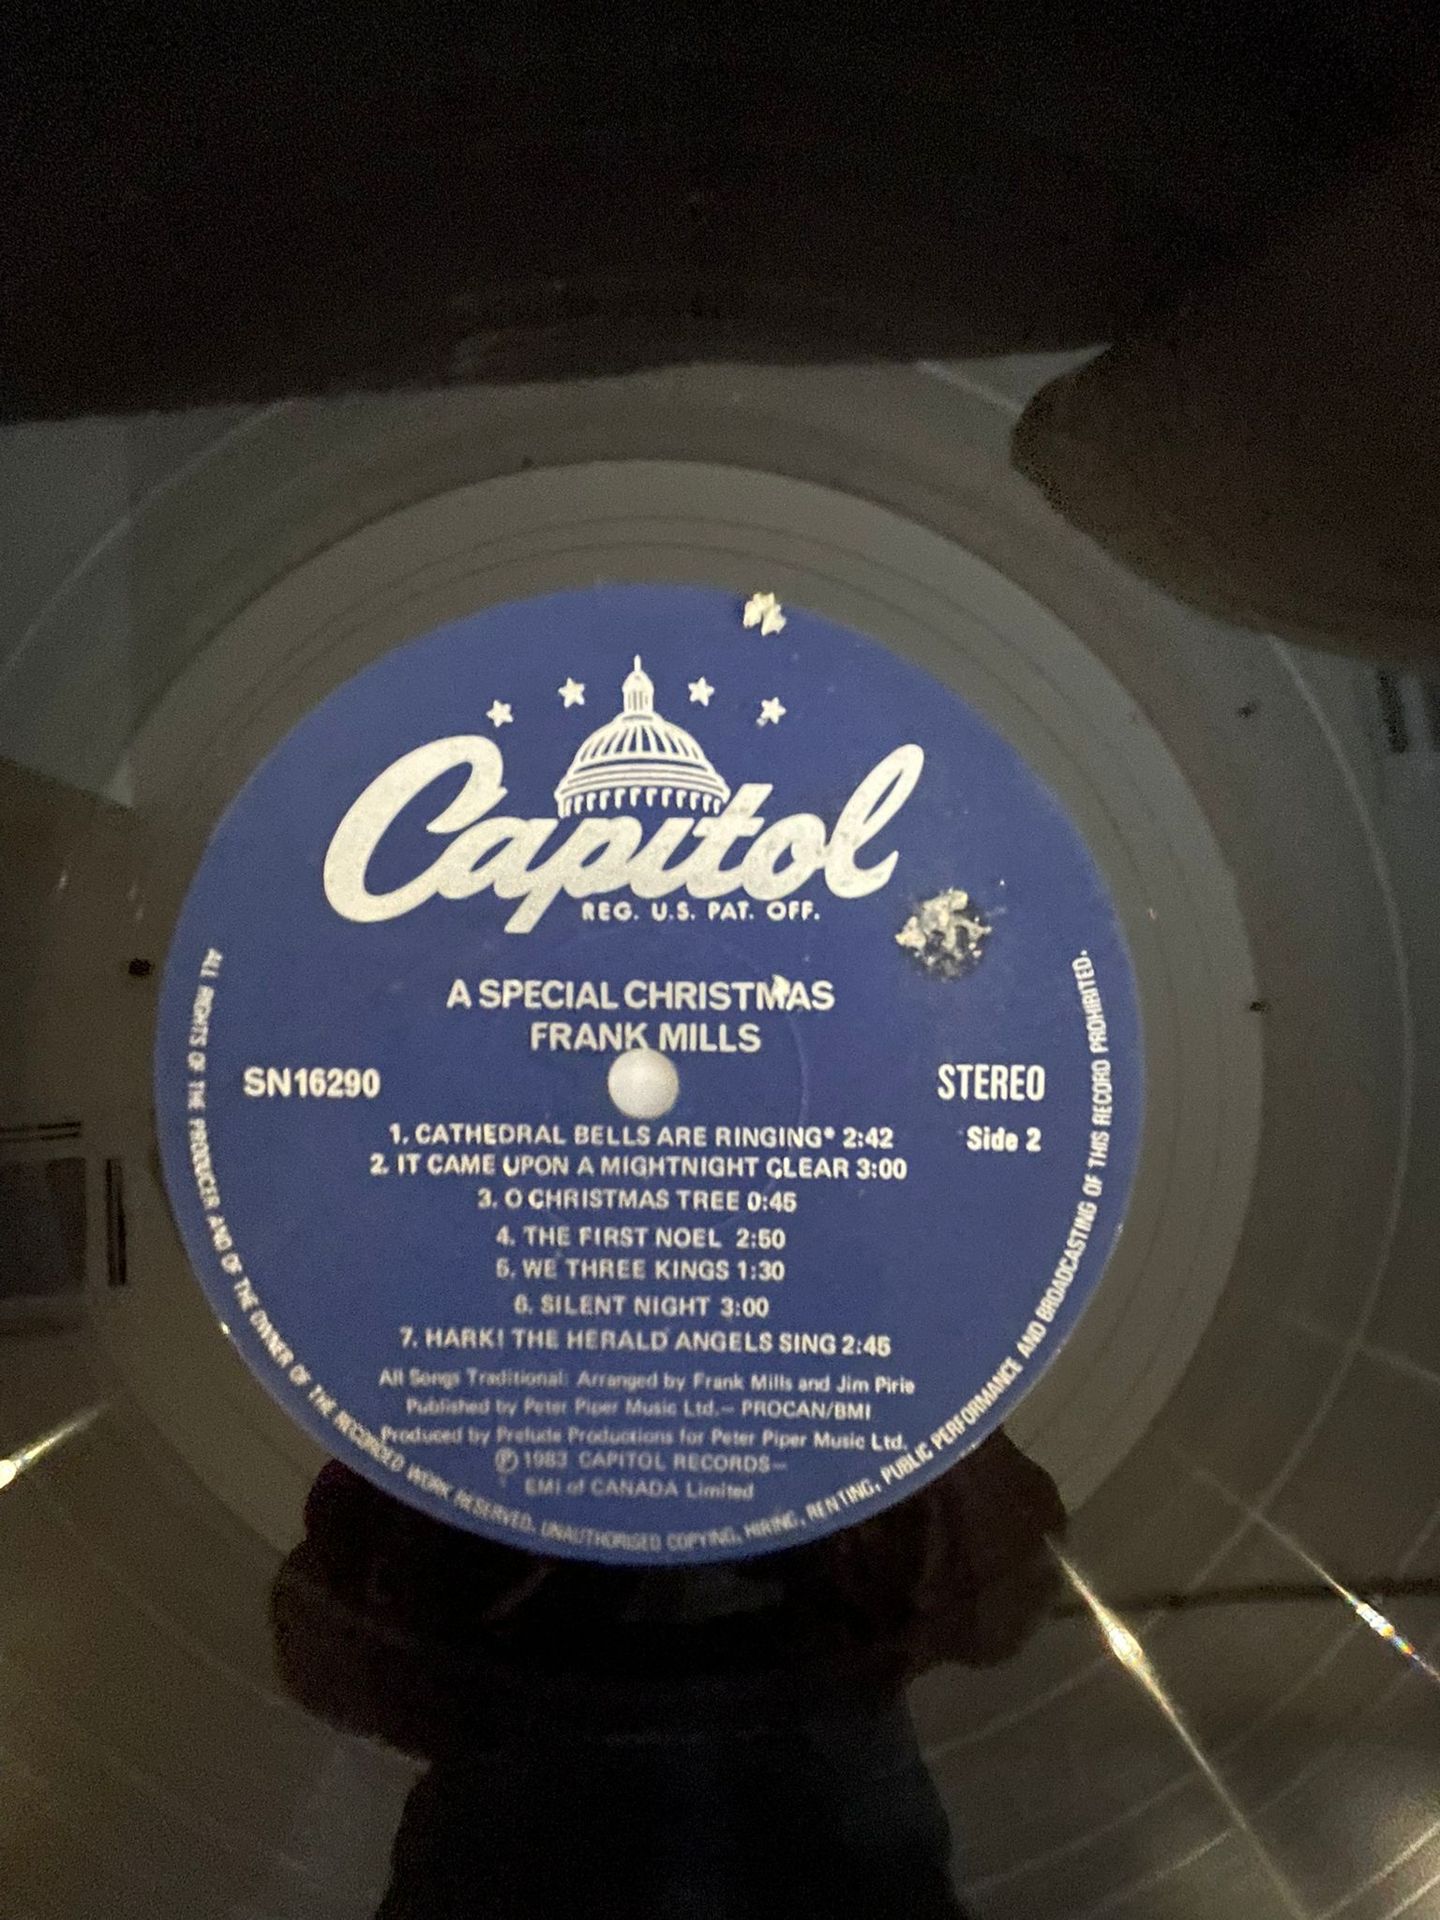 Capitol
REG. U.S. PAT. OFF.
A SPECIAL CHRISTMAS
FRANK MILLS
SN16290
STEREO
Side 2
1. CATHEDRAL BELLS ARE RINGING* 2:42
2. IT CAME UPON A MIGHTNIGHT CLEAR 3:00
3. O CHRISTMAS TREE 0:45
4. THE FIRST NOEL 2:50
5. WE THREE KINGS 1:30
6. SILENT NIGHT 3:00
7. HARK! THE HERALD ANGELS SING 2:45
All Songs Traditional: Arranged by Frank Mills and Jim Pirie
Published by Peter Piper Music Ltd.– PROCAN/BMI
Produced by Prelude Productions for Peter Piper Music Ltd.
℗ 1983 CAPITOL RECORDS–
EMI of CANADA Limited
ALL RIGHTS OF THE PRODUCER AND OF THE OWNER OF THE RECORDED WORK RESERVED. UNAUTHORISED COPYING, HIRING, RENTING, PUBLIC PERFORMANCE AND BROADCASTING OF THIS RECORD PROHIBITED.